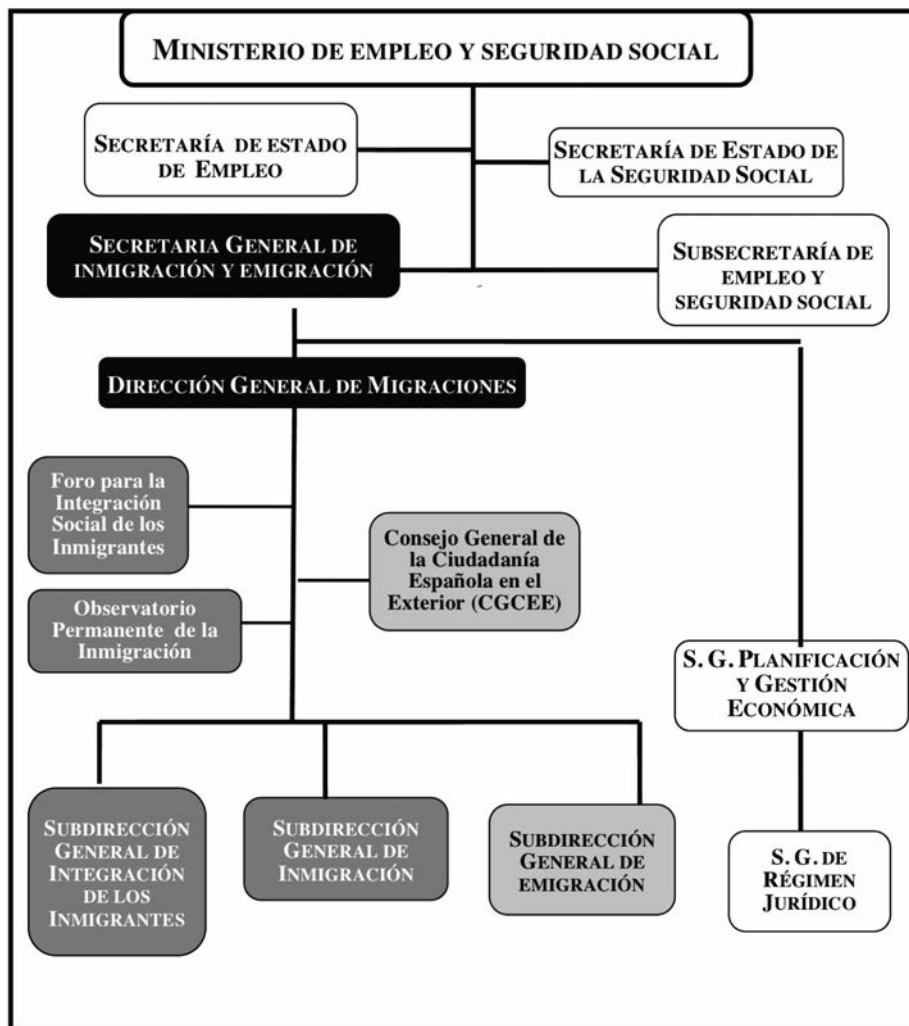 MINISTERIO DE EMPLEO Y SEGURIDAD SOCIAL
SECRETARÍA DE ESTADO
DE EMPLEO
SECRETARÍA DE ESTADO DE
LA SEGURIDAD SOCIAL
SECRETARIA GENERAL DE
INMIGRACIÓN Y EMIGRACIÓN
SUBSECRETARÍA DE
EMPLEO Y
SEGURIDAD SOCIAL
DIRECCIÓN GENERAL DE MIGRACIONES
Foro para la
Integración
Social de los
Inmigrantes
Consejo General de
la Ciudadanía
Española en el
Exterior (CGCEE)
Observatorio
Permanente de la
Inmigración
S. G. PLANIFICACIÓN
Y GESTIÓN
ECONÓMICA
SUBDIRECCIÓN
GENERAL DE
INTEGRACIÓN
DE LOS
INMIGRANTES
SUBDIRECCIÓN
GENERAL DE
INMIGRACIÓN
SUBDIRECCIÓN
GENERAL DE
EMIGRACIÓN
S. G. DE
RÉGIMEN
JURÍDICO